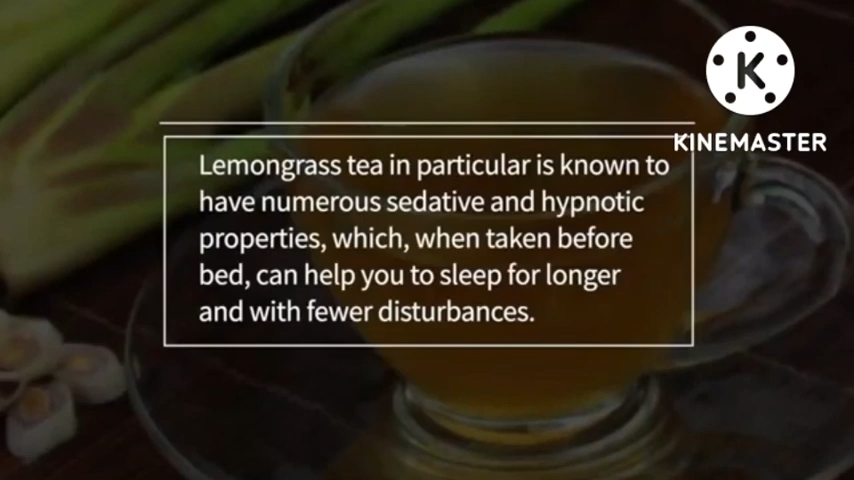 KINEMASTER
Lemongrass tea in particular is known to
have numerous sedative and hypnotic
properties, which, when taken before
bed, can help you to sleep for longer
and with fewer disturbances.